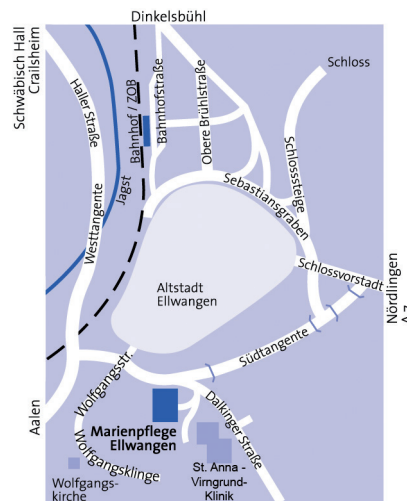 Dinkelsbühl
Schwäbisch Hall
Crailsheim
Haller Straße
Bahnhof / ZOB
Bahnhofstraße
Obere Brühlstraße
Schloss
Schlosssteige
Jagst
Westtangente
Sebastiansgraben
Schlossvorstadt
Altstadt
Ellwangen
Nördlingen
A 7
Südtangente
Wolfgangsstr.
Aalen
Marienpflege
Ellwangen
Dalkinger Straße
Wolfgangsklinge
Wolfgangs-
kirche
St. Anna -
Virngrund-
Klinik